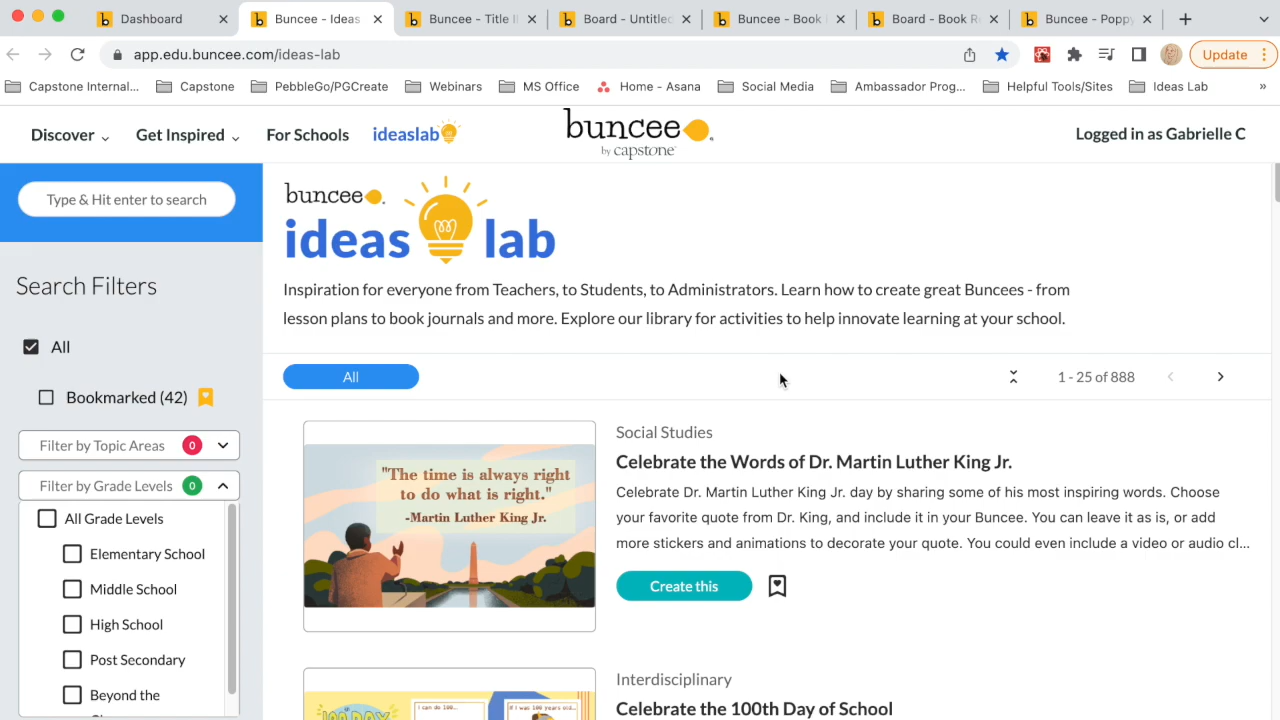 Dashboard
Buncee - Ideas
Buncee - Title I
Board - Untitle
Buncee - Book
Board - Book R
Buncee - Poppy
app.edu.buncee.com/ideas-lab
Update
Capstone Internal...
Capstone
PebbleGo/PGCreate
Webinars
MS Office
Home - Asana
Social Media
Ambassador Prog...
Helpful Tools/Sites
Ideas Lab
»
Discover
Get Inspired
For Schools
ideaslab
buncee
by capstone
Logged in as Gabrielle C
Type & Hit enter to search
Search Filters
All
Bookmarked (42)
Filter by Topic Areas 0
Filter by Grade Levels 0
All Grade Levels
Elementary School
Middle School
High School
Post Secondary
Beyond the
buncee
ideas lab
Inspiration for everyone from Teachers, to Students, to Administrators. Learn how to create great Buncees - from
lesson plans to book journals and more. Explore our library for activities to help innovate learning at your school.
All
1 - 25 of 888
"The time is always right
to do what is right."
-Martin Luther King Jr.
Social Studies
Celebrate the Words of Dr. Martin Luther King Jr.
Celebrate Dr. Martin Luther King Jr. day by sharing some of his most inspiring words. Choose
your favorite quote from Dr. King, and include it in your Buncee. You can leave it as is, or add
more stickers and animations to decorate your quote. You could even include a video or audio cl...
Create this
I can do 100...
If I was 100 years old...
Interdisciplinary
Celebrate the 100th Day of School